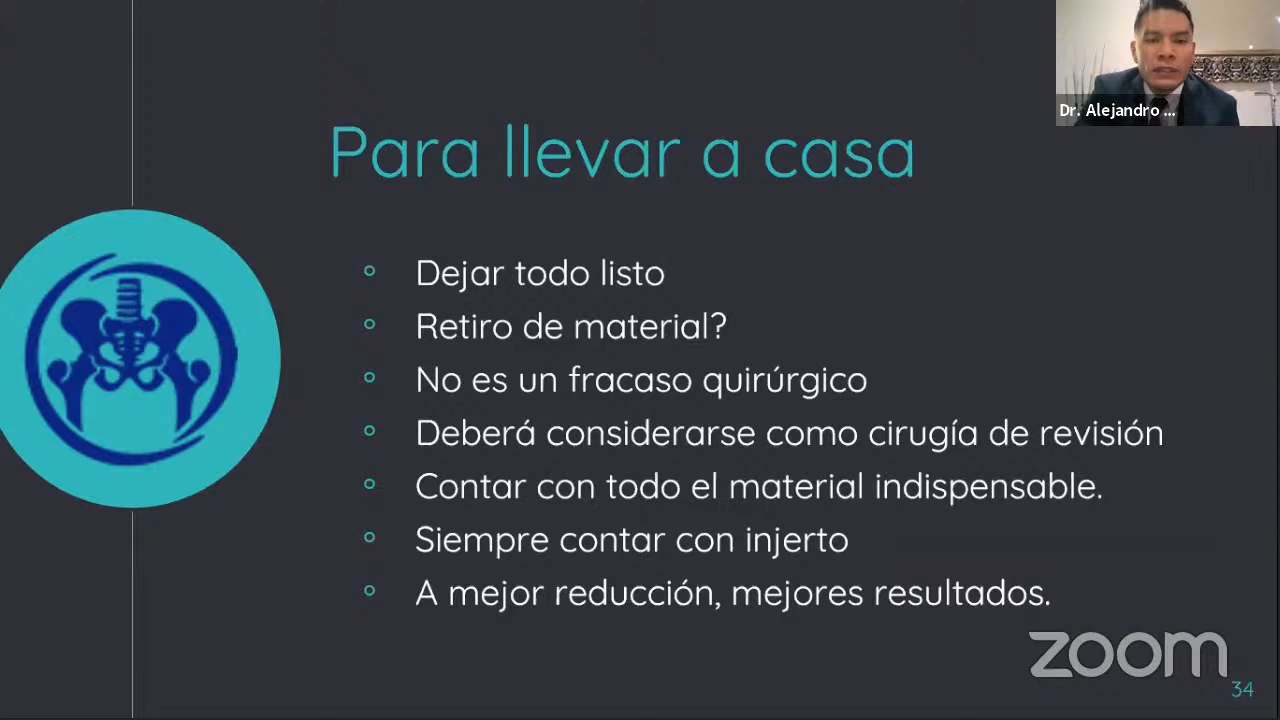 Dr. Alejandro ...
Para llevar a casa
Dejar todo listo
Retiro de material?
No es un fracaso quirúrgico
Deberá considerarse como cirugía de revisión
Contar con todo el material indispensable.
Siempre contar con injerto
A mejor reducción, mejores resultados.
zoom
34